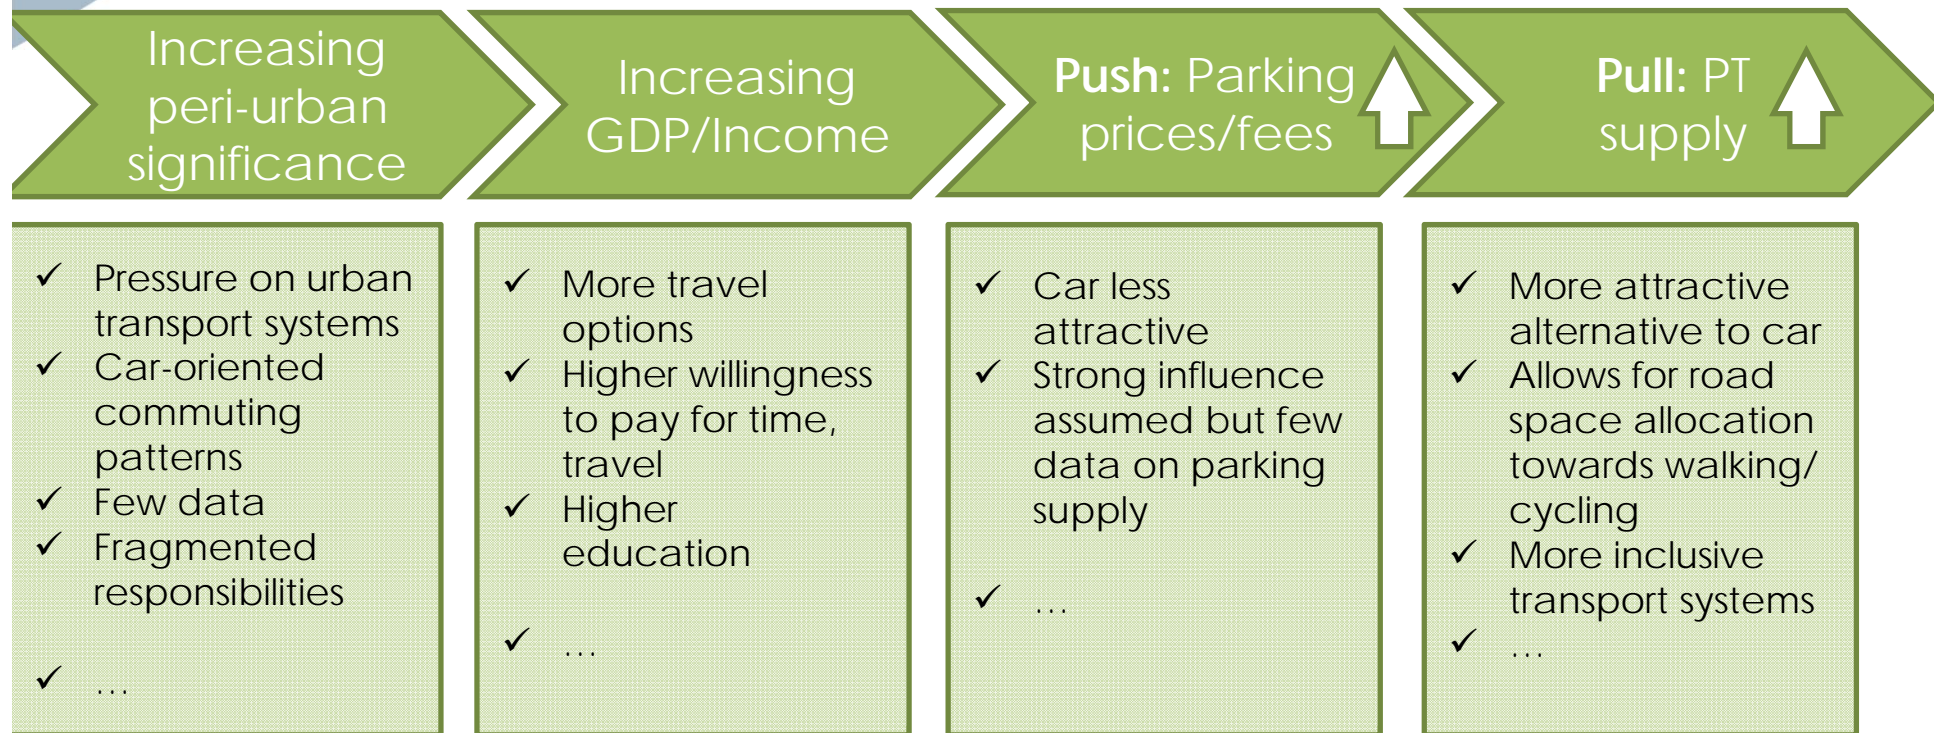 Increasing
peri-urban
significance
Increasing
GDP/Income
Push: Parking
prices/fees
Pull: PT
supply
✓ Pressure on urban
transport systems
✓ Car-oriented
commuting
patterns
✓ Few data
✓ Fragmented
responsibilities
✓ ...
✓ More travel
options
✓ Higher willingness
to pay for time,
travel
✓ Higher
education
✓ ...
✓ Car less
attractive
✓ Strong influence
assumed but few
data on parking
supply
✓ ...
✓ More attractive
alternative to car
✓ Allows for road
space allocation
towards walking/
cycling
✓ More inclusive
transport systems
✓ ...